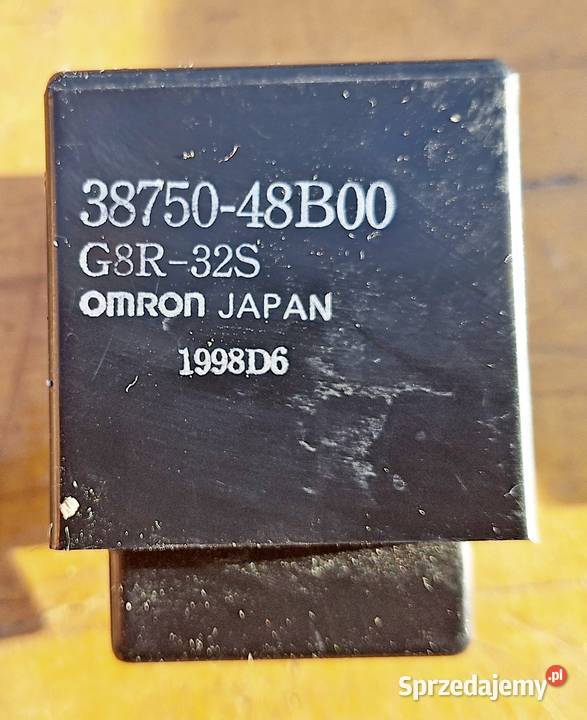 38750-48B00
G8R-32S
OMRON JAPAN
1998D6
Sprzedajemy.pl